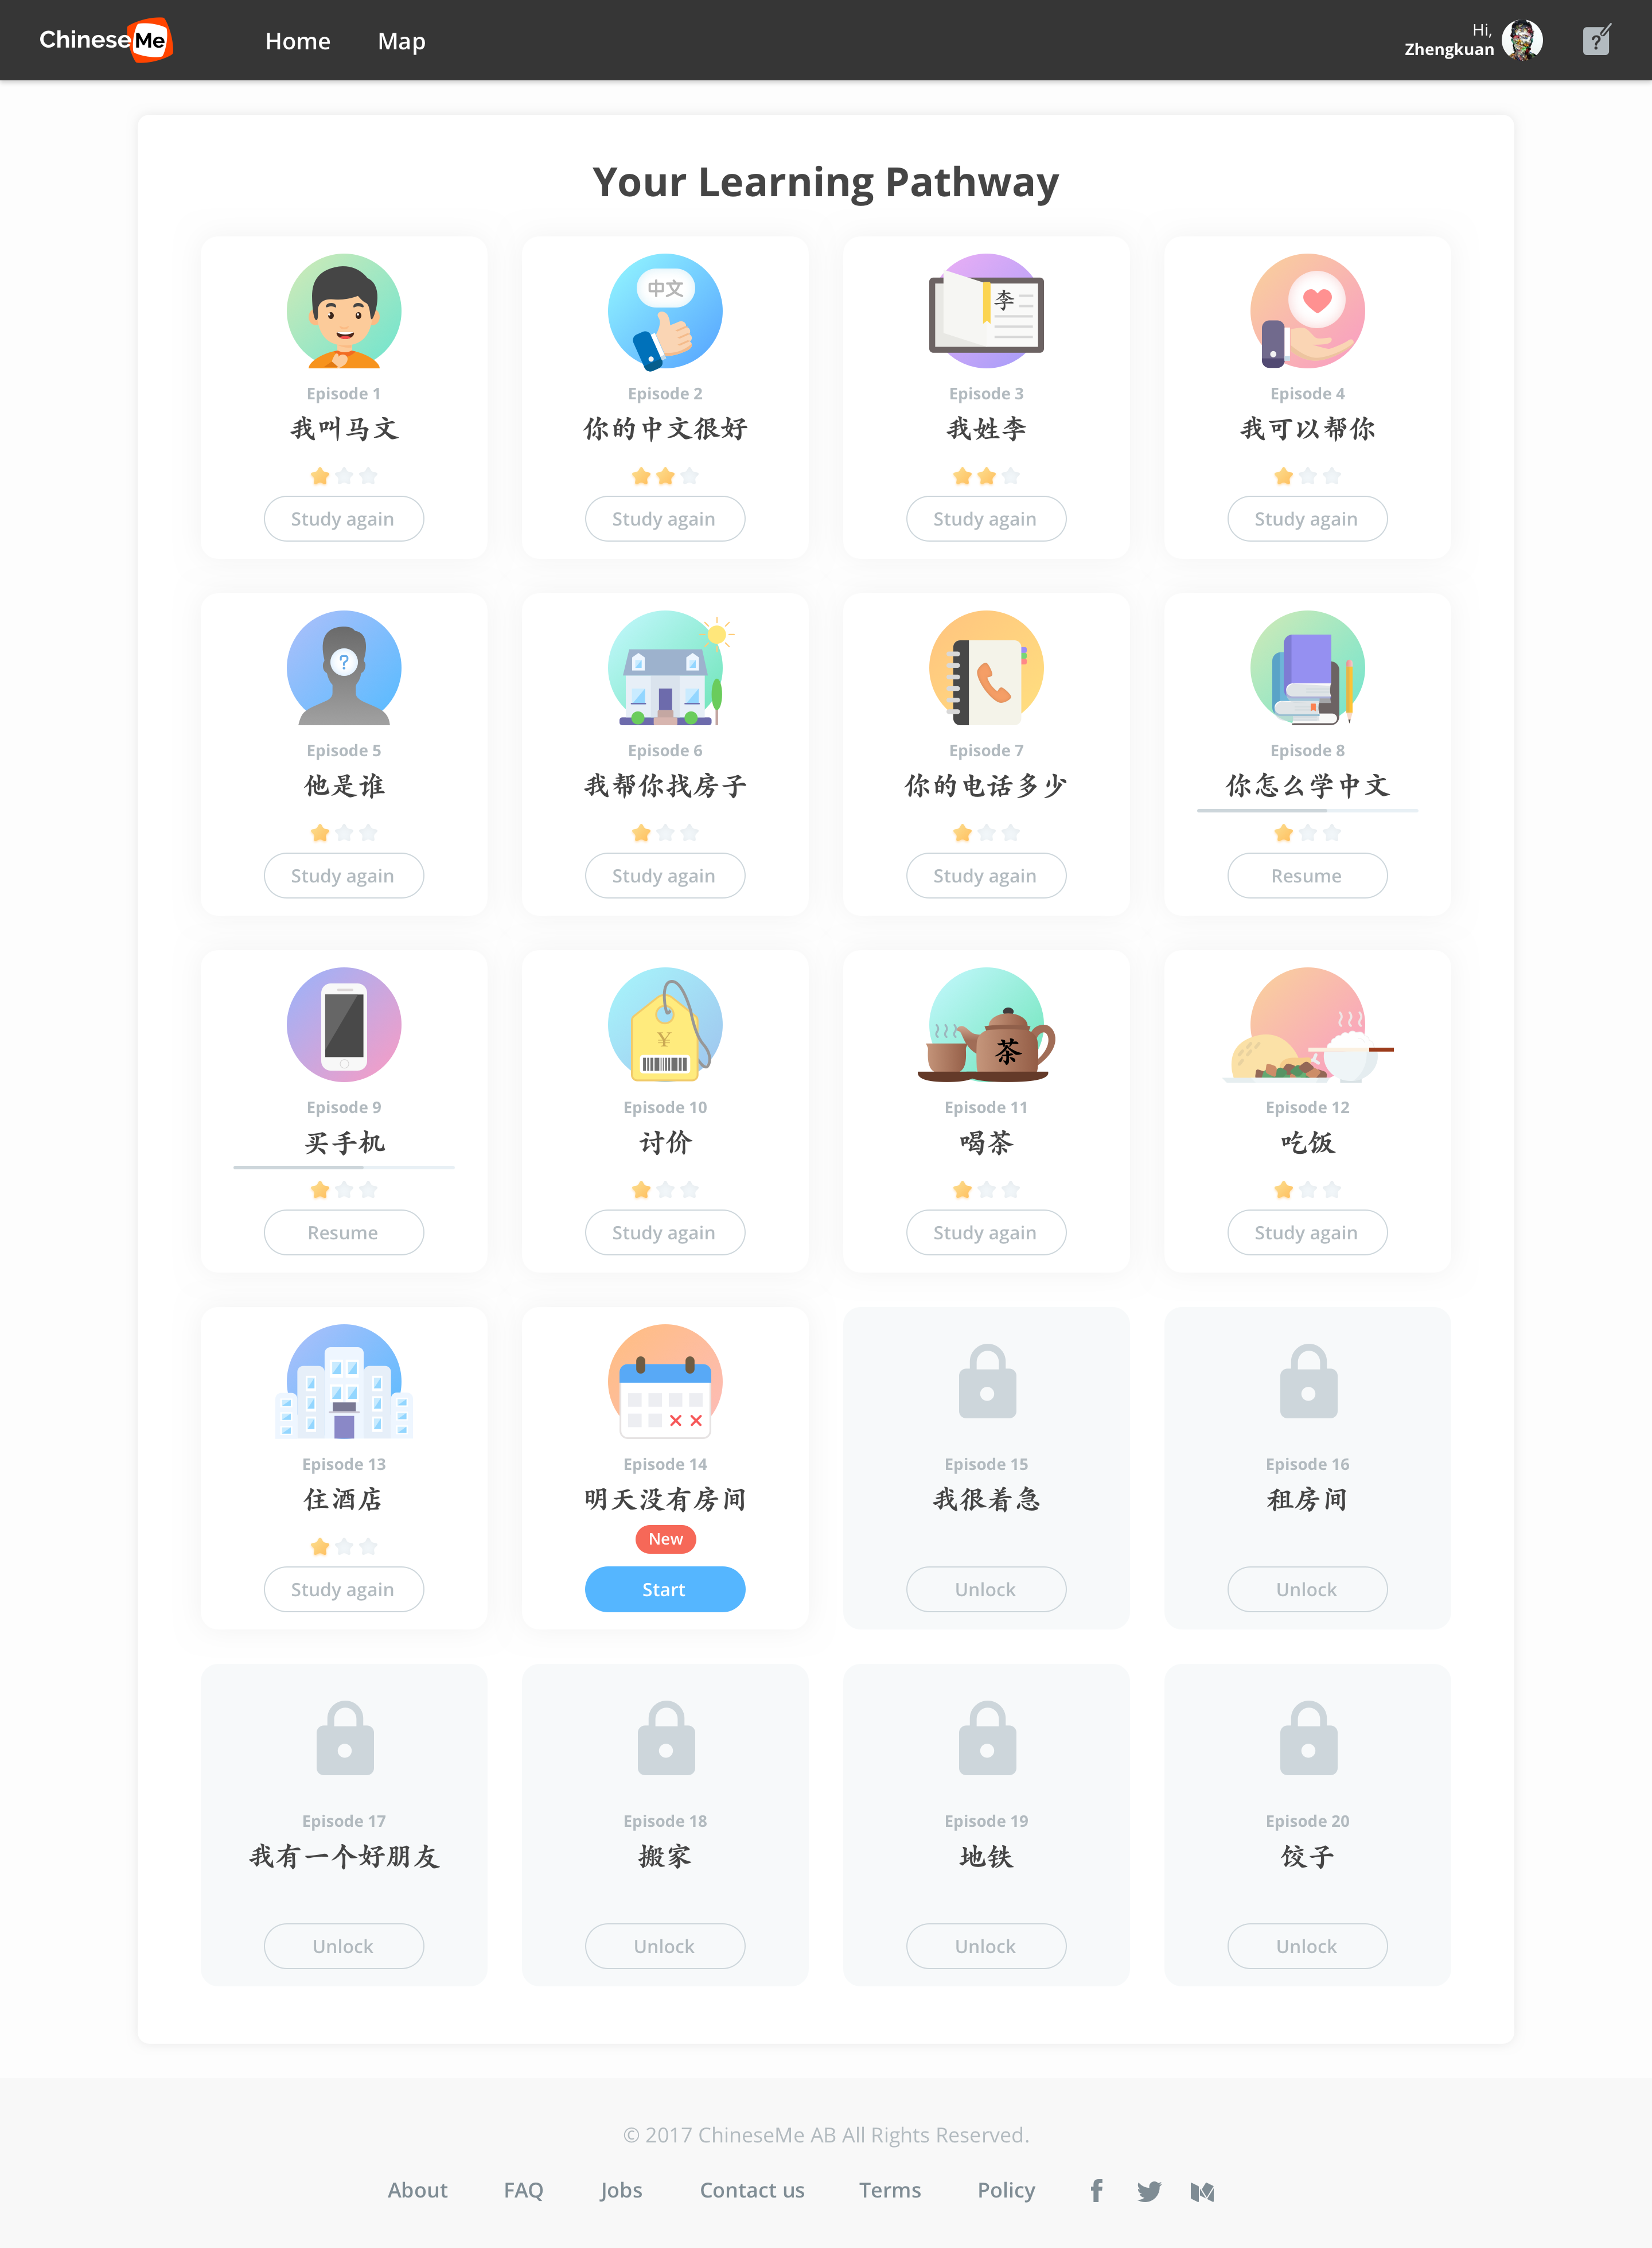 ChineseMe
Home Map
Hi,
Zhengkuan
?
Your Learning Pathway
中文
李
Episode 1
我叫马文
Study again
Episode 2
你的中文很好
Study again
Episode 3
我姓李
Study again
Episode 4
我可以帮你
Study again
?
Episode 5
他是谁
Study again
Episode 6
我帮你找房子
Study again
Episode 7
你的电话多少
Study again
Episode 8
你怎么学中文
Resume
Episode 9
买手机
Resume
¥
Episode 10
讨价
Study again
茶
Episode 11
喝茶
Study again
Episode 12
吃饭
Study again
Episode 13
住酒店
Study again
Episode 14
明天没有房间
New
Start
Episode 15
我很着急
Unlock
Episode 16
租房间
Unlock
Episode 17
我有一个好朋友
Unlock
Episode 18
搬家
Unlock
Episode 19
地铁
Unlock
Episode 20
饺子
Unlock
© 2017 ChineseMe AB All Rights Reserved.
About FAQ Jobs Contact us Terms Policy